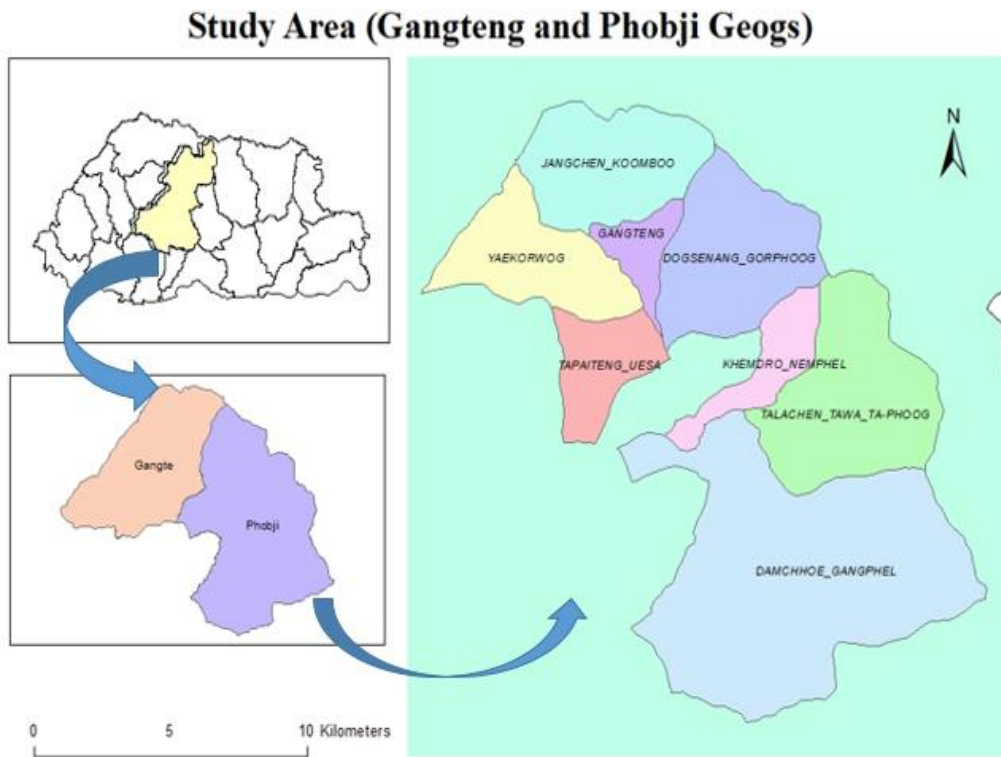 Study Area (Gangteng and Phobji Geogs)
N
JANGCHEN_KOOMBOO
GANGTENG
YAEKORWOG
DOGSENANG_GORPHOOG
TAPAITENG_UESA
KHEMDRO_NEMPHEL
TALACHEN_TAWA_TA-PHOOG
DAMCHHOE_GANGPHEL
Gangte
Phobji
0 5 10 Kilometers